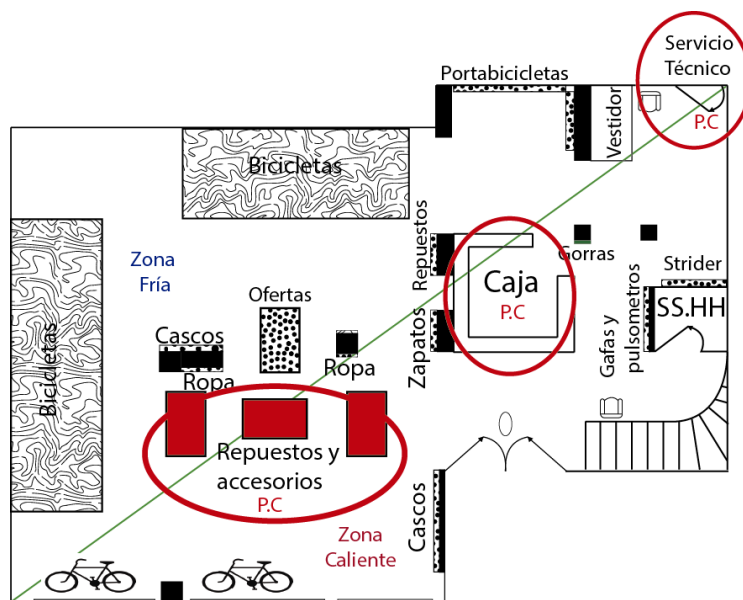 Servicio
Técnico
P.C
Portabicicletas
Vestidor
Bicicletas
Repuestos
Gorras
Zona
Fría
Strider
Caja
P.C
SS.HH
Ofertas
Gafas y
pulsometros
Cascos
Ropa
Ropa
Zapatos
Bicicletas
Repuestos y
accesorios
P.C
Cascos
Zona
Caliente